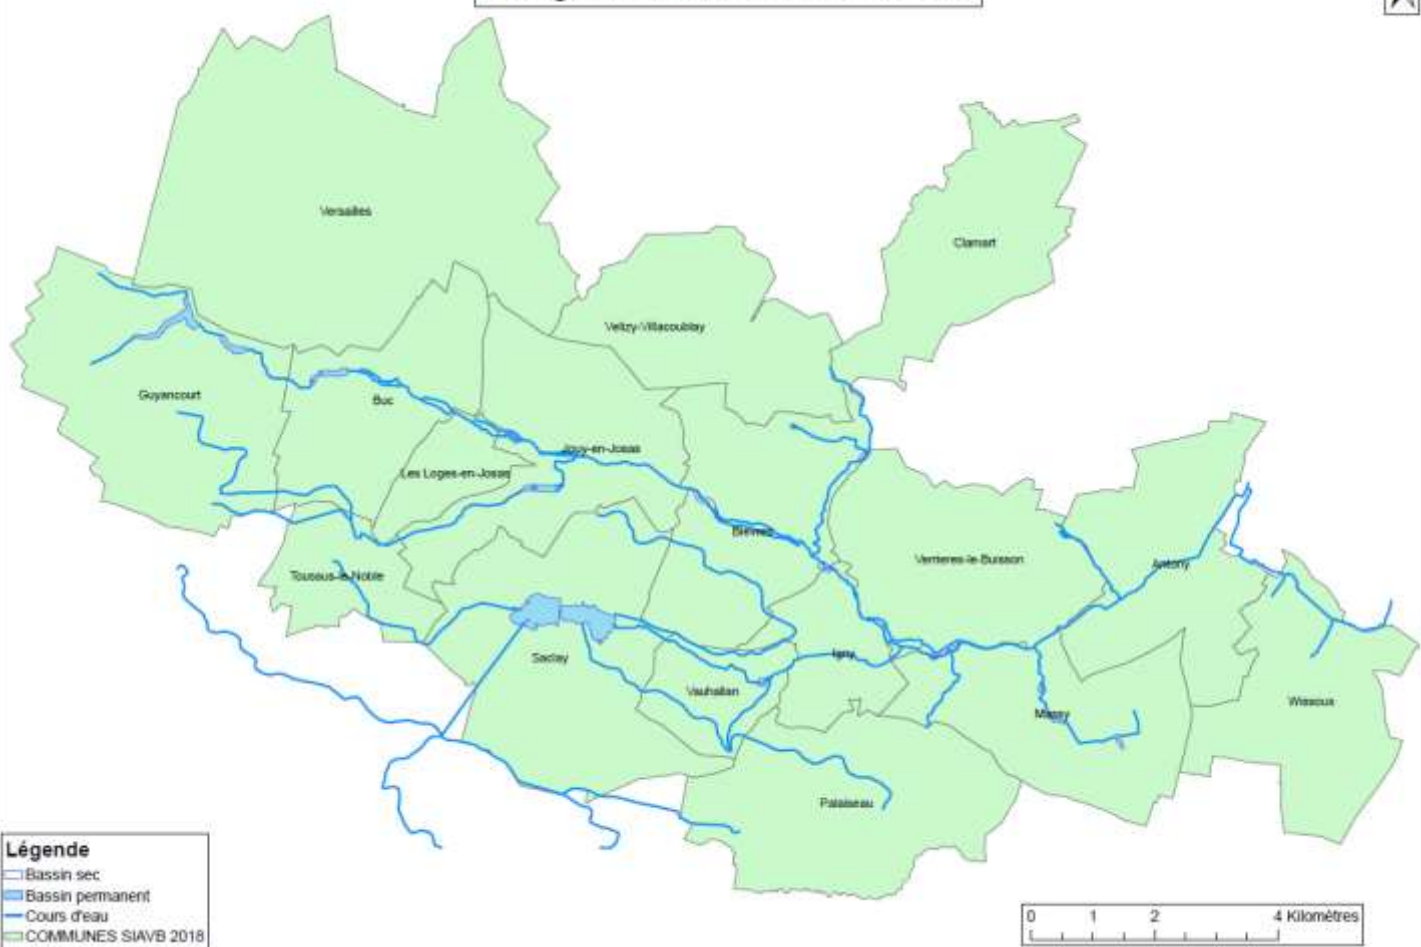 Versailles
Clamart
Velizy-Villacoublay
Guyancourt
Buc
Jouy-en-Josas
Les Loges-en-Josas
Bièvres
Verrieres-le-Buisson
Antony
Toussus-le-Noble
Saclay
Igny
Vauhallan
Wissous
Massy
Palaiseau
Légende
Bassin sec
Bassin permanent
Cours d'eau
COMMUNES SIAVB 2018
0 1 2 4 Kilomètres